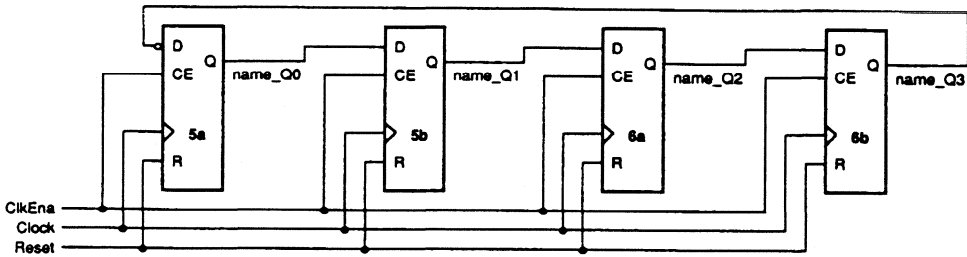 D
Q
CE
5a
R
name_Q0
D
Q
CE
5b
R
name_Q1
D
Q
CE
6a
R
name_Q2
D
Q
CE
6b
R
name_Q3
ClkEna
Clock
Reset